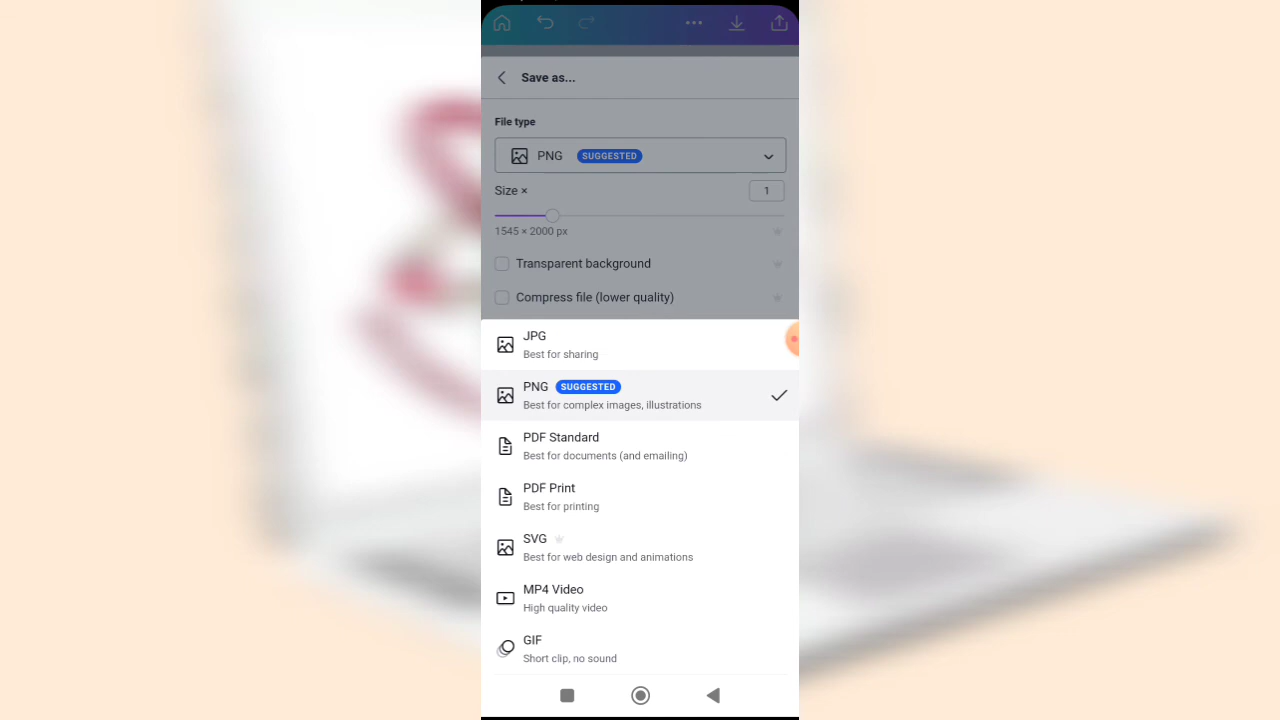 Save as...
File type
PNG SUGGESTED
Size ×
1
1545 × 2000 px
Transparent background
Compress file (lower quality)
JPG
Best for sharing
PNG SUGGESTED
Best for complex images, illustrations
PDF Standard
Best for documents (and emailing)
PDF Print
Best for printing
SVG
Best for web design and animations
MP4 Video
High quality video
GIF
Short clip, no sound